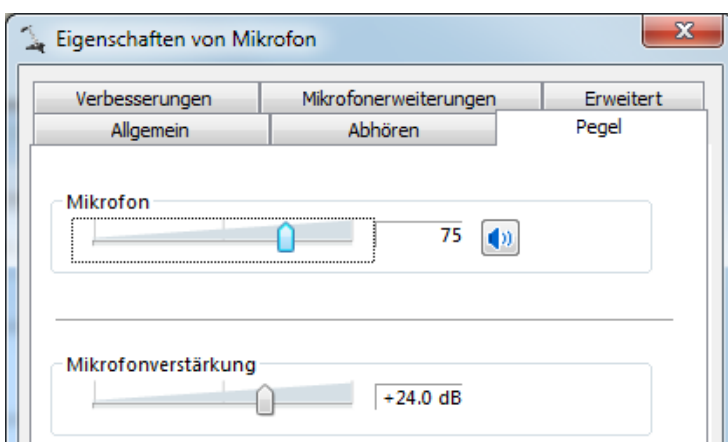 Eigenschaften von Mikrofon
Verbesserungen Mikrofonerweiterungen Erweitert
Allgemein Abhören Pegel
Mikrofon
75
Mikrofonverstärkung
+24.0 dB